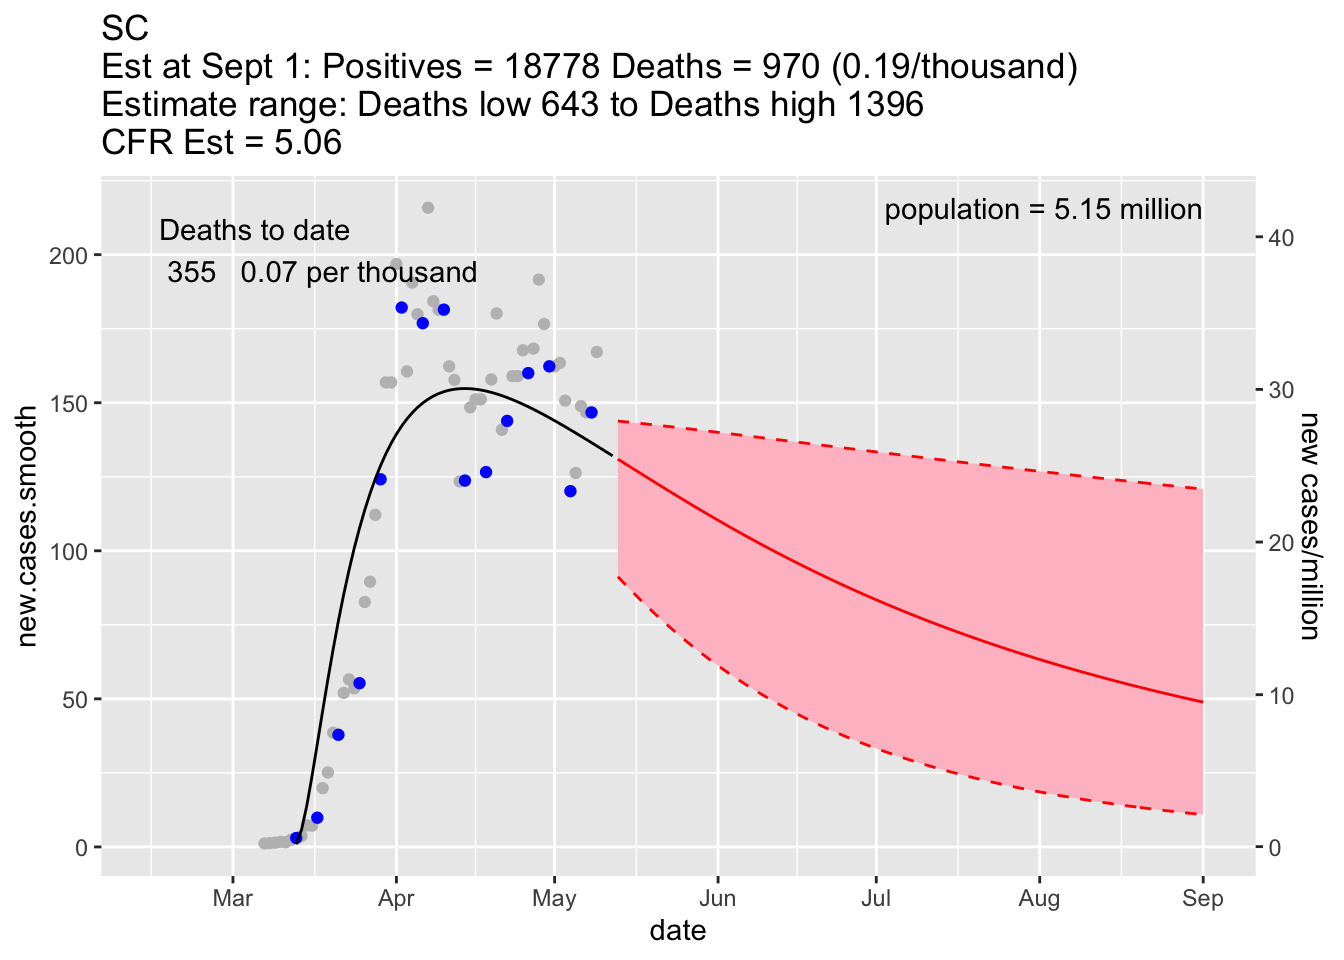 SC
Est at Sept 1: Positives = 18778 Deaths = 970 (0.19/thousand)
Estimate range: Deaths low 643 to Deaths high 1396
CFR Est = 5.06
Deaths to date
355 0.07 per thousand
population = 5.15 million
200
150
100
50
0
new.cases.smooth
40
30
20
10
0
new cases/million
Mar Apr May Jun Jul Aug Sep
date